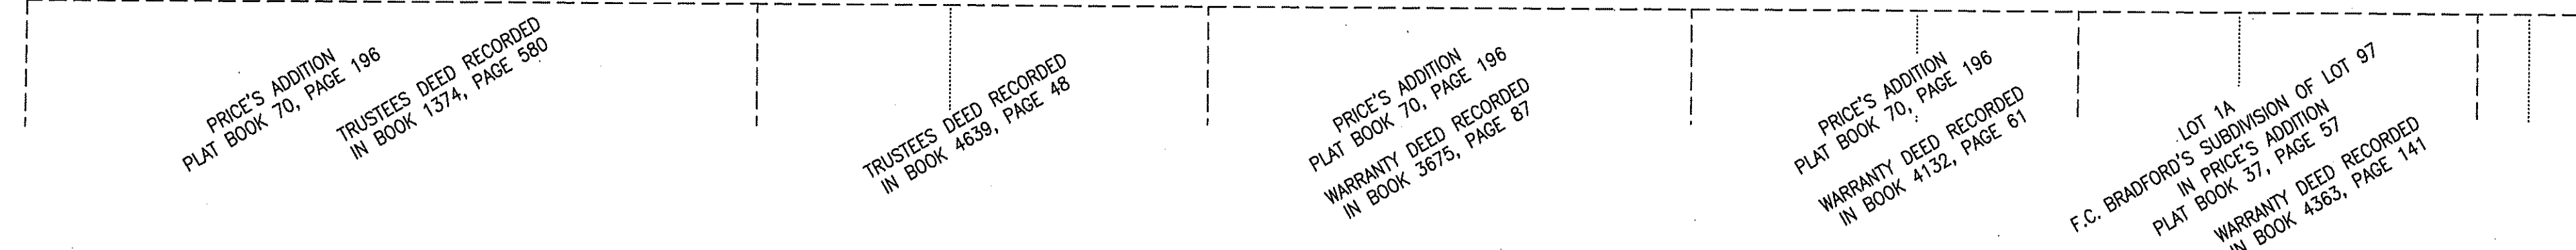 PRICE'S ADDITION
PLAT BOOK 70, PAGE 196
TRUSTEES DEED RECORDED
IN BOOK 1374, PAGE 580
TRUSTEES DEED RECORDED
IN BOOK 4639, PAGE 48
PRICE'S ADDITION
PLAT BOOK 70, PAGE 196
WARRANTY DEED RECORDED
IN BOOK 3675, PAGE 87
PRICE'S ADDITION
PLAT BOOK 70, PAGE 196
WARRANTY DEED RECORDED
IN BOOK 4132, PAGE 61
LOT 1A
F.C. BRADFORD'S SUBDIVISION OF LOT 97
IN PRICE'S ADDITION
PLAT BOOK 37, PAGE 57
WARRANTY DEED RECORDED
IN BOOK 4363, PAGE 141